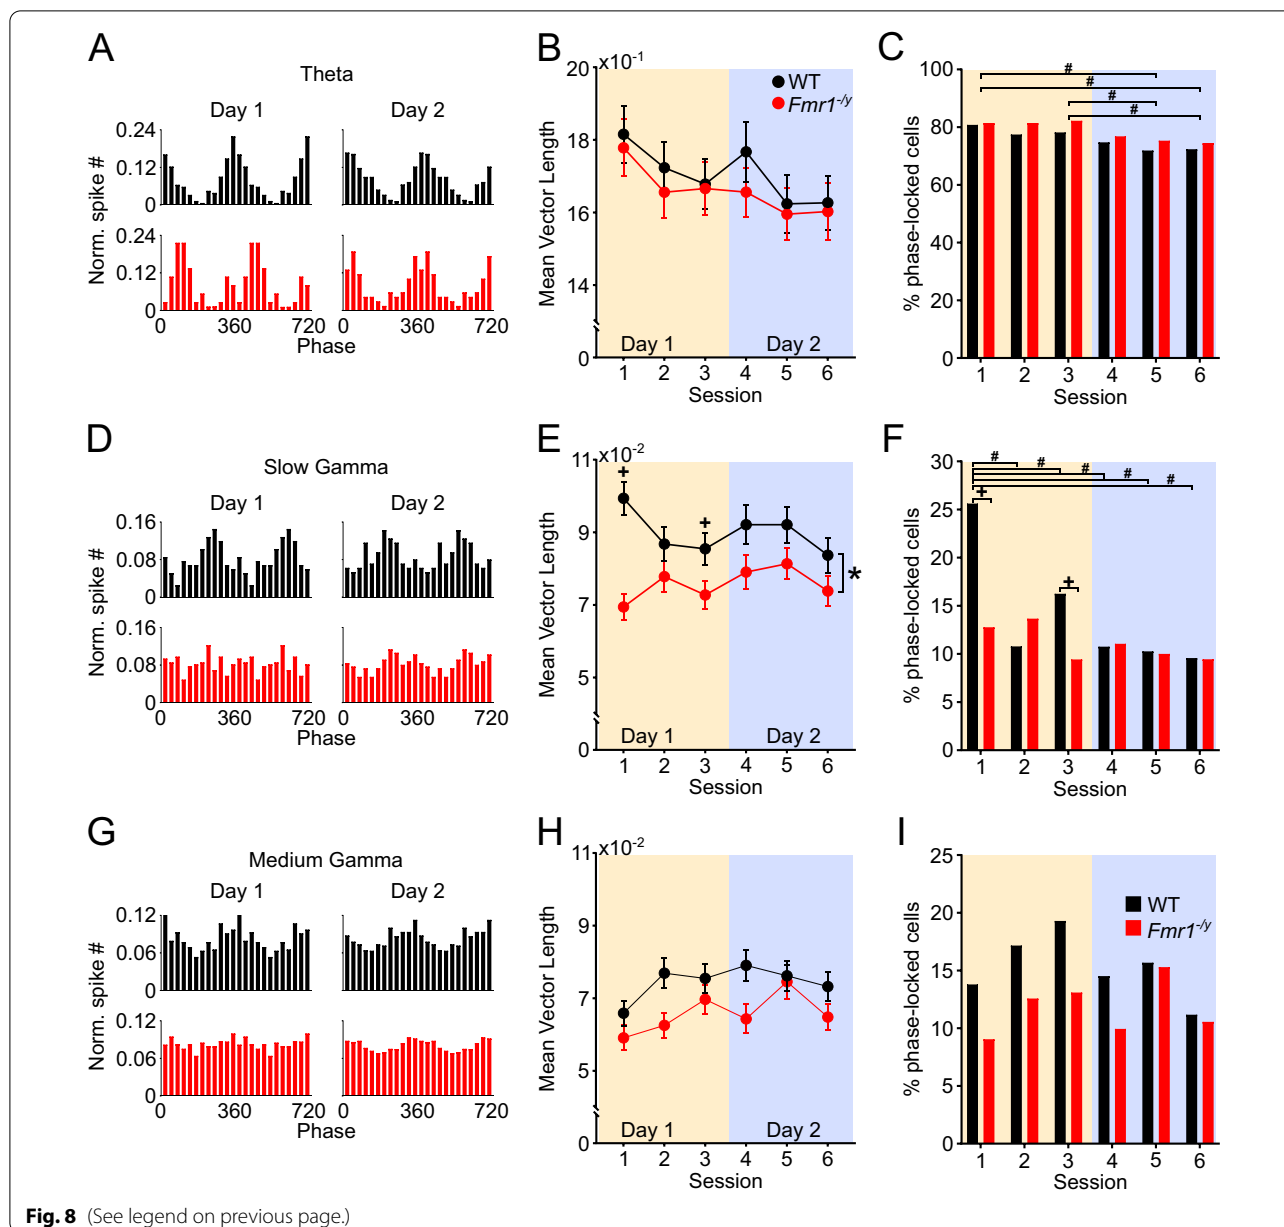 A
Theta
Day 1
Day 2
Norm. spike #
0.24
0.12
0
0.24
0.12
0
0 360 720
0 360 720
Phase
B
x10-1
20
18
16
14
0
Mean Vector Length
WT
Fmr1-/y
Day 1
Day 2
1 2 3 4 5 6
Session
C
100
80
60
40
20
0
% phase-locked cells
#
#
#
#
1 2 3 4 5 6
Session
D
Slow Gamma
Day 1
Day 2
Norm. spike #
0.16
0.08
0
0.16
0.08
0
0 360 720
0 360 720
Phase
E
x10-2
11
9
7
5
0
Mean Vector Length
+
+
*
Day 1
Day 2
1 2 3 4 5 6
Session
F
30
25
20
15
10
5
0
% phase-locked cells
#
#
#
#
#
+
+
1 2 3 4 5 6
Session
G
Medium Gamma
Day 1
Day 2
Norm. spike #
0.12
0.06
0
0.12
0.06
0
0 360 720
0 360 720
Phase
H
x10-2
11
9
7
5
0
Mean Vector Length
Day 1
Day 2
1 2 3 4 5 6
Session
I
25
20
15
10
5
0
% phase-locked cells
WT
Fmr1-/y
1 2 3 4 5 6
Session
Fig. 8 (See legend on previous page.)